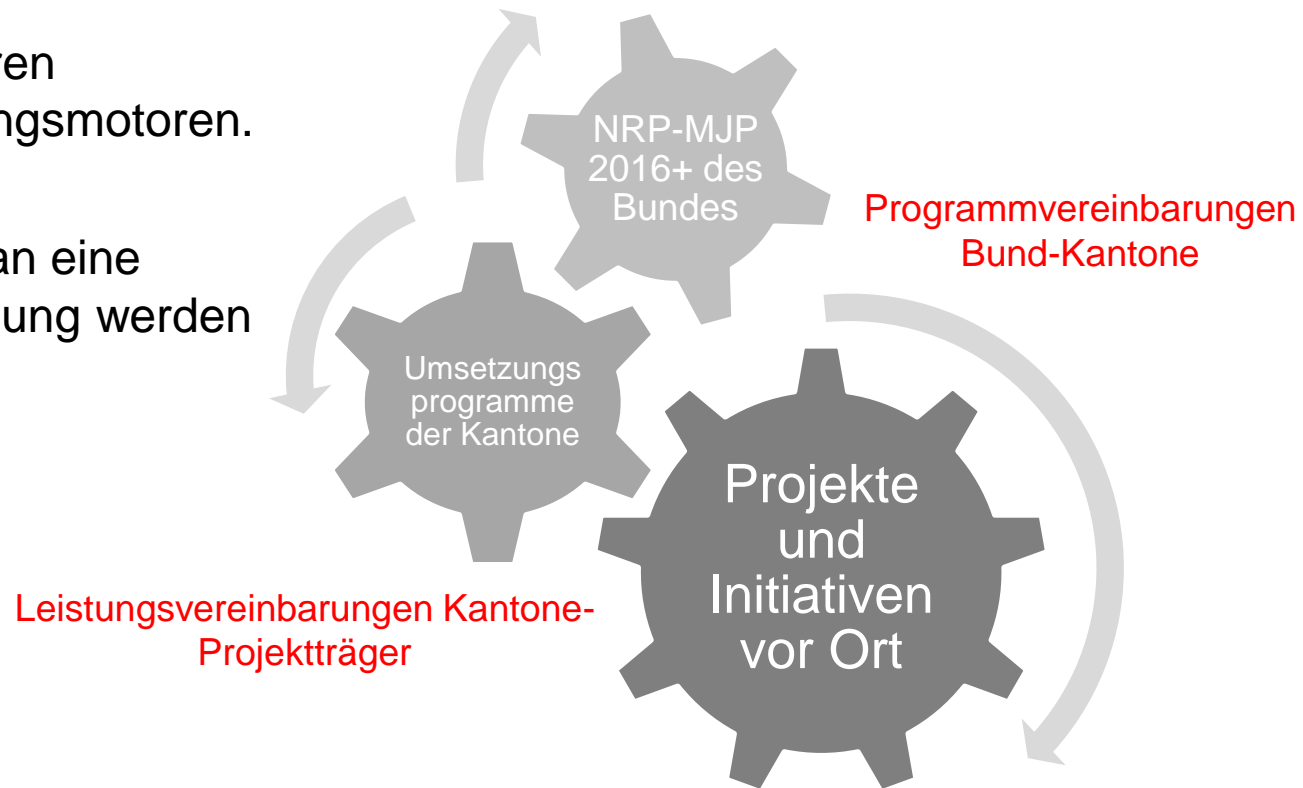 ren
ngsmotoren.
an eine
ung werden
NRP-MJP
2016+ des
Bundes
Programmvereinbarungen
Bund-Kantone
Umsetzungs
programme
der Kantone
Projekte
und
Initiativen
vor Ort
Leistungsvereinbarungen Kantone-
Projektträger